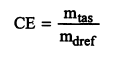 CE = m_tas / m_dref